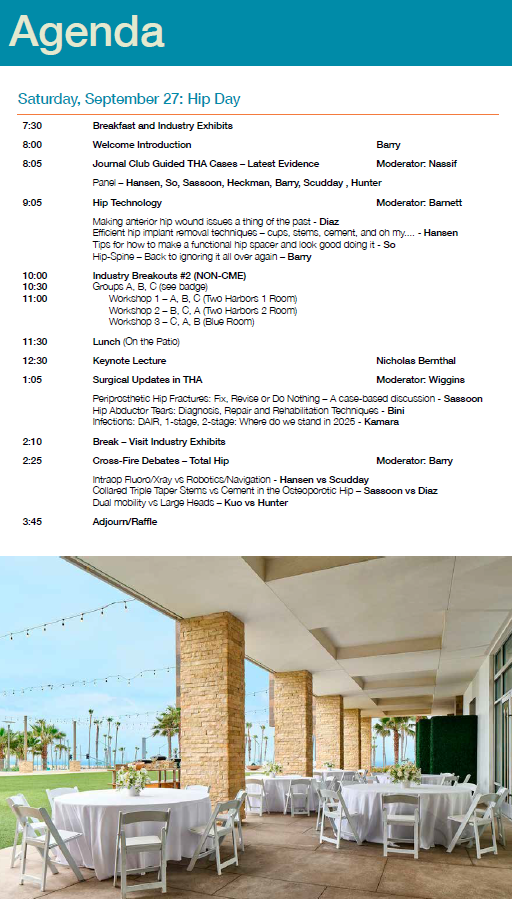 Agenda
Saturday, September 27: Hip Day
7:30 Breakfast and Industry Exhibits
8:00 Welcome Introduction Barry
8:05 Journal Club Guided THA Cases – Latest Evidence Moderator: Nassif
Panel – Hansen, So, Sassoon, Heckman, Barry, Scudday , Hunter
9:05 Hip Technology Moderator: Barnett
Making anterior hip wound issues a thing of the past - Diaz
Efficient hip implant removal techniques – cups, stems, cement, and oh my.... - Hansen
Tips for how to make a functional hip spacer and look good doing it - So
Hip-Spine – Back to ignoring it all over again – Barry
10:00 Industry Breakouts #2 (NON-CME)
10:30 Groups A, B, C (see badge)
11:00 Workshop 1 – A, B, C (Two Harbors 1 Room)
Workshop 2 – B, C, A (Two Harbors 2 Room)
Workshop 3 – C, A, B (Blue Room)
11:30 Lunch (On the Patio)
12:30 Keynote Lecture Nicholas Bernthal
1:05 Surgical Updates in THA Moderator: Wiggins
Periprosthetic Hip Fractures: Fix, Revise or Do Nothing – A case-based discussion - Sassoon
Hip Abductor Tears: Diagnosis, Repair and Rehabilitation Techniques - Bini
Infections: DAIR, 1-stage, 2-stage: Where do we stand in 2025 - Kamara
2:10 Break – Visit Industry Exhibits
2:25 Cross-Fire Debates – Total Hip Moderator: Barry
Intraop Fluoro/Xray vs Robotics/Navigation - Hansen vs Scudday
Collared Triple Taper Stems vs Cement in the Osteoporotic Hip – Sassoon vs Diaz
Dual mobility vs Large Heads – Kuo vs Hunter
3:45 Adjourn/Raffle